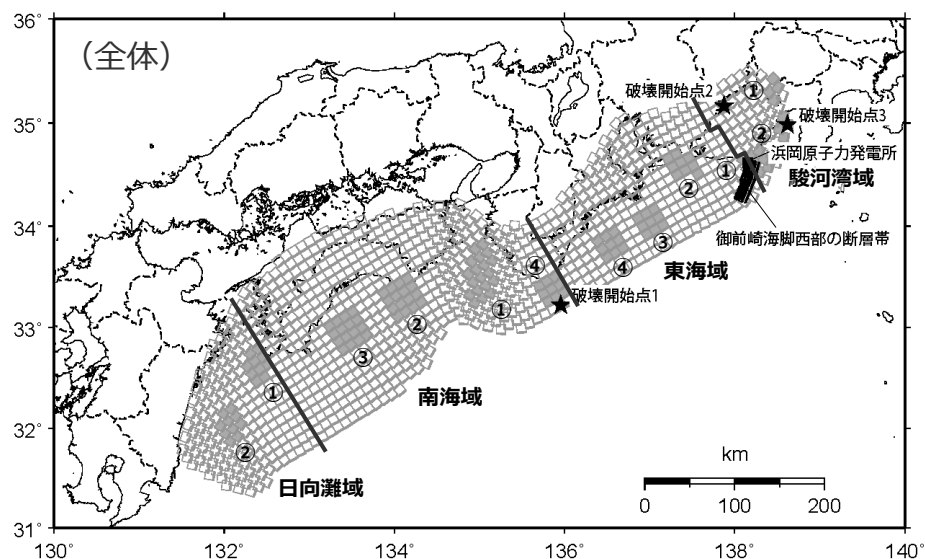 36°
(全体)
破壊開始点2
①
破壊開始点3
35°
②
浜岡原子力発電所
②
①
駿河湾域
御前崎海脚西部の断層帯
34°
③
④
④
東海域
破壊開始点1
①
33°
②
③
南海域
①
32°
②
日向灘域
km
0 100 200
31°
130° 132° 134° 136° 138° 140°